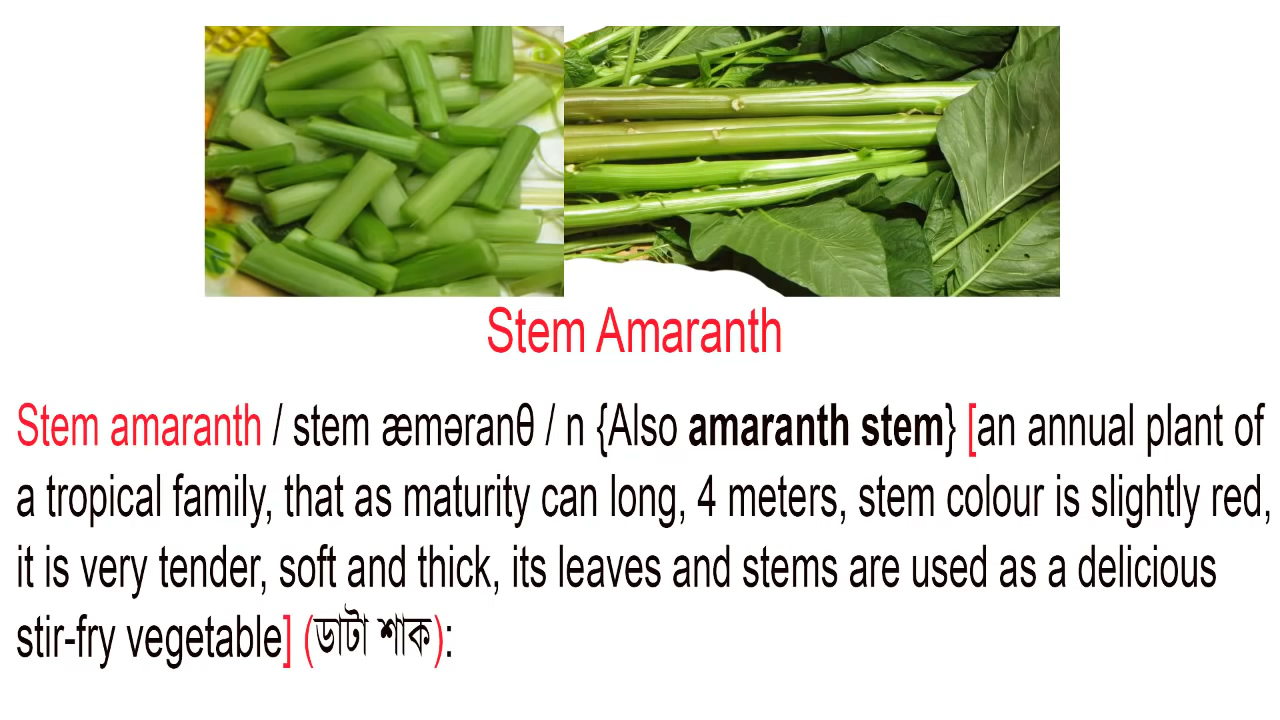 Stem Amaranth
Stem amaranth / stem æməranθ / n {Also amaranth stem} [an annual plant of
a tropical family, that as maturity can long, 4 meters, stem colour is slightly red,
it is very tender, soft and thick, its leaves and stems are used as a delicious
stir-fry vegetable] (ডাটা শাক):